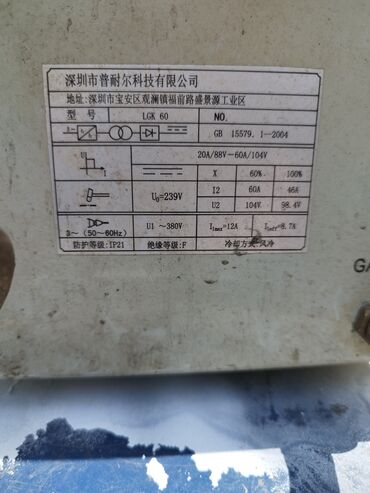 深圳市普耐尔科技有限公司
地址:深圳市宝安区观澜镇福前路盛景源工业区
型 号 LGK 60 NO.
3~ GB 15579.1-2004
20A/88V-60A/104V
U I X 60% 100%
U₀=239V I2 60A 46A
U2 104V 98.4V
3~ (50~60Hz) U1 ~380V I₁max=12A I₁eff=8.7A
防护等级:IP21 绝缘等级:F 冷却方式:风冷
GA